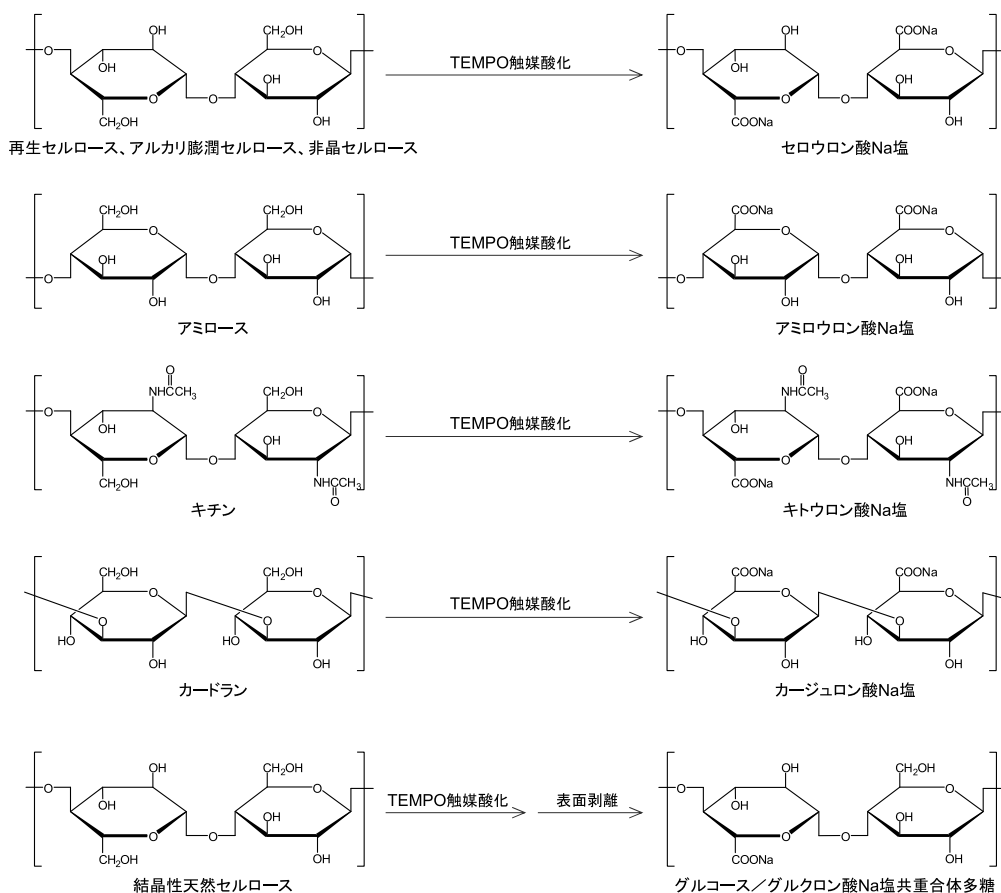 OH
CH₂OH
O
O
OH
OH
O
O
CH₂OH
OH
再生セルロース、アルカリ膨潤セルロース、非晶セルロース
TEMPO触媒酸化
OH
COONa
O
O
OH
OH
O
O
COONa
OH
セロウロン酸Na塩
CH₂OH
CH₂OH
O
O
OH
OH
O
O
OH
OH
アミロース
TEMPO触媒酸化
COONa
COONa
O
O
OH
OH
O
O
OH
OH
アミロウロン酸Na塩
O
NHCCH₃
CH₂OH
O
O
OH
OH
O
O
CH₂OH
NHCCH₃
O
キチン
TEMPO触媒酸化
O
NHCCH₃
COONa
O
O
OH
OH
O
O
COONa
NHCCH₃
O
キトウロン酸Na塩
CH₂OH
CH₂OH
O
O
O
O
HO
HO
OH
OH
カードラン
TEMPO触媒酸化
COONa
COONa
O
O
O
O
HO
HO
OH
OH
カージュロン酸Na塩
OH
CH₂OH
O
O
OH
OH
O
O
CH₂OH
OH
結晶性天然セルロース
TEMPO触媒酸化
表面剥離
OH
CH₂OH
O
O
OH
OH
O
O
COONa
OH
グルコース／グルクロン酸Na塩共重合体多糖